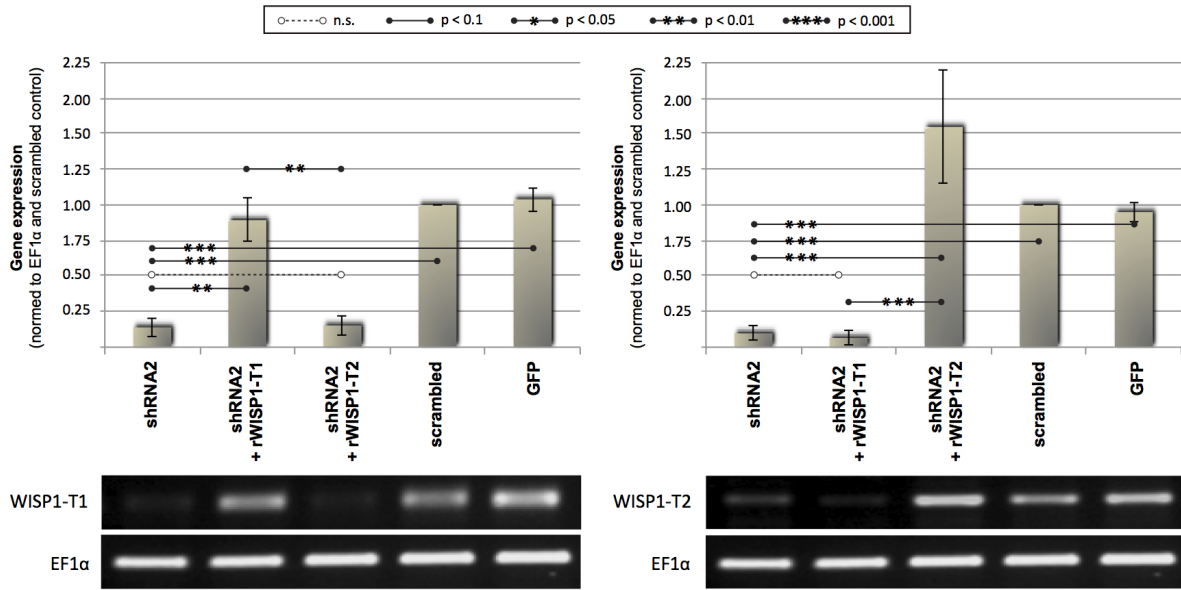 n.s. p < 0.1 * p < 0.05 ** p < 0.01 *** p < 0.001
Gene expression
(normed to EF1α and scrambled control)
2.25
2.00
1.50
1.25
1.00
1.75
0.50
0.25
**
***
***
**
shRNA2
shRNA2
+ rWISP1-T1
shRNA2
+ rWISP1-T2
scrambled
GFP
WISP1-T1
EF1α
Gene expression
(normed to EF1α and scrambled control)
2.25
2.00
1.50
1.25
1.00
1.75
0.50
0.25
***
***
***
***
shRNA2
shRNA2
+ rWISP1-T1
shRNA2
+ rWISP1-T2
scrambled
GFP
WISP1-T2
EF1α